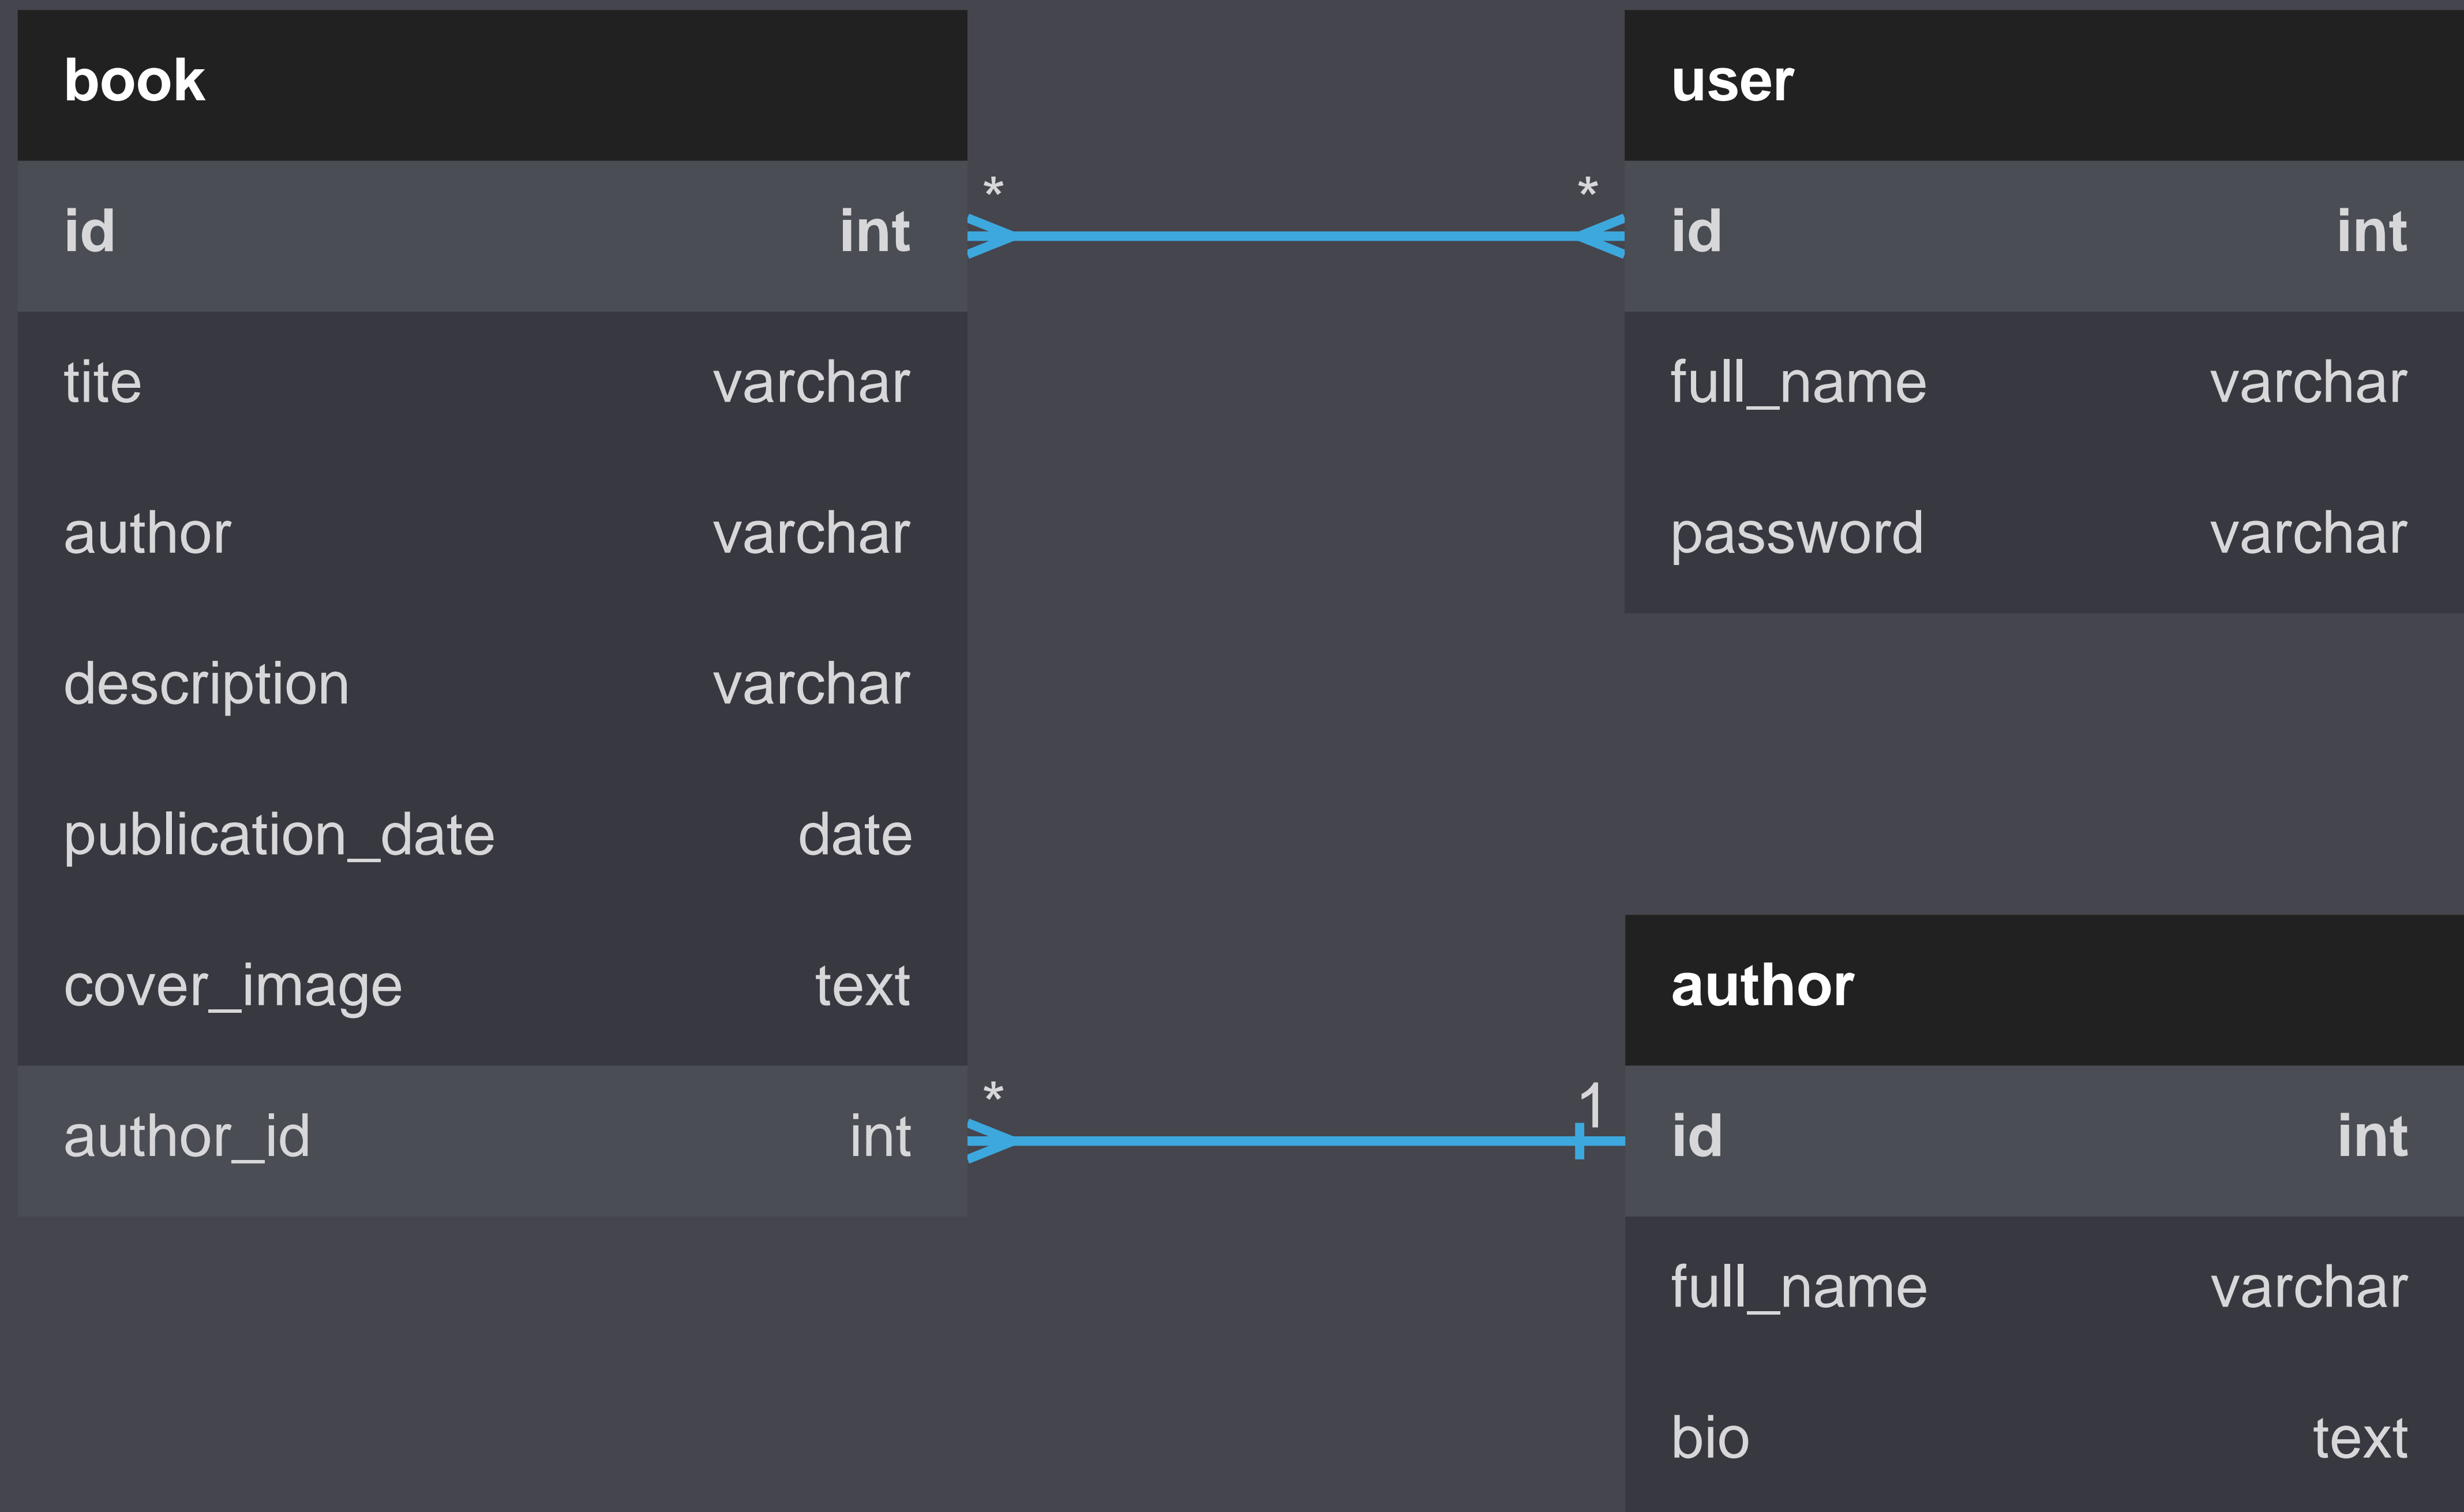 book
id int
tite varchar
author varchar
description varchar
publication_date date
cover_image text
author_id int
* *
* 1
user
id int
full_name varchar
password varchar
author
id int
full_name varchar
bio text